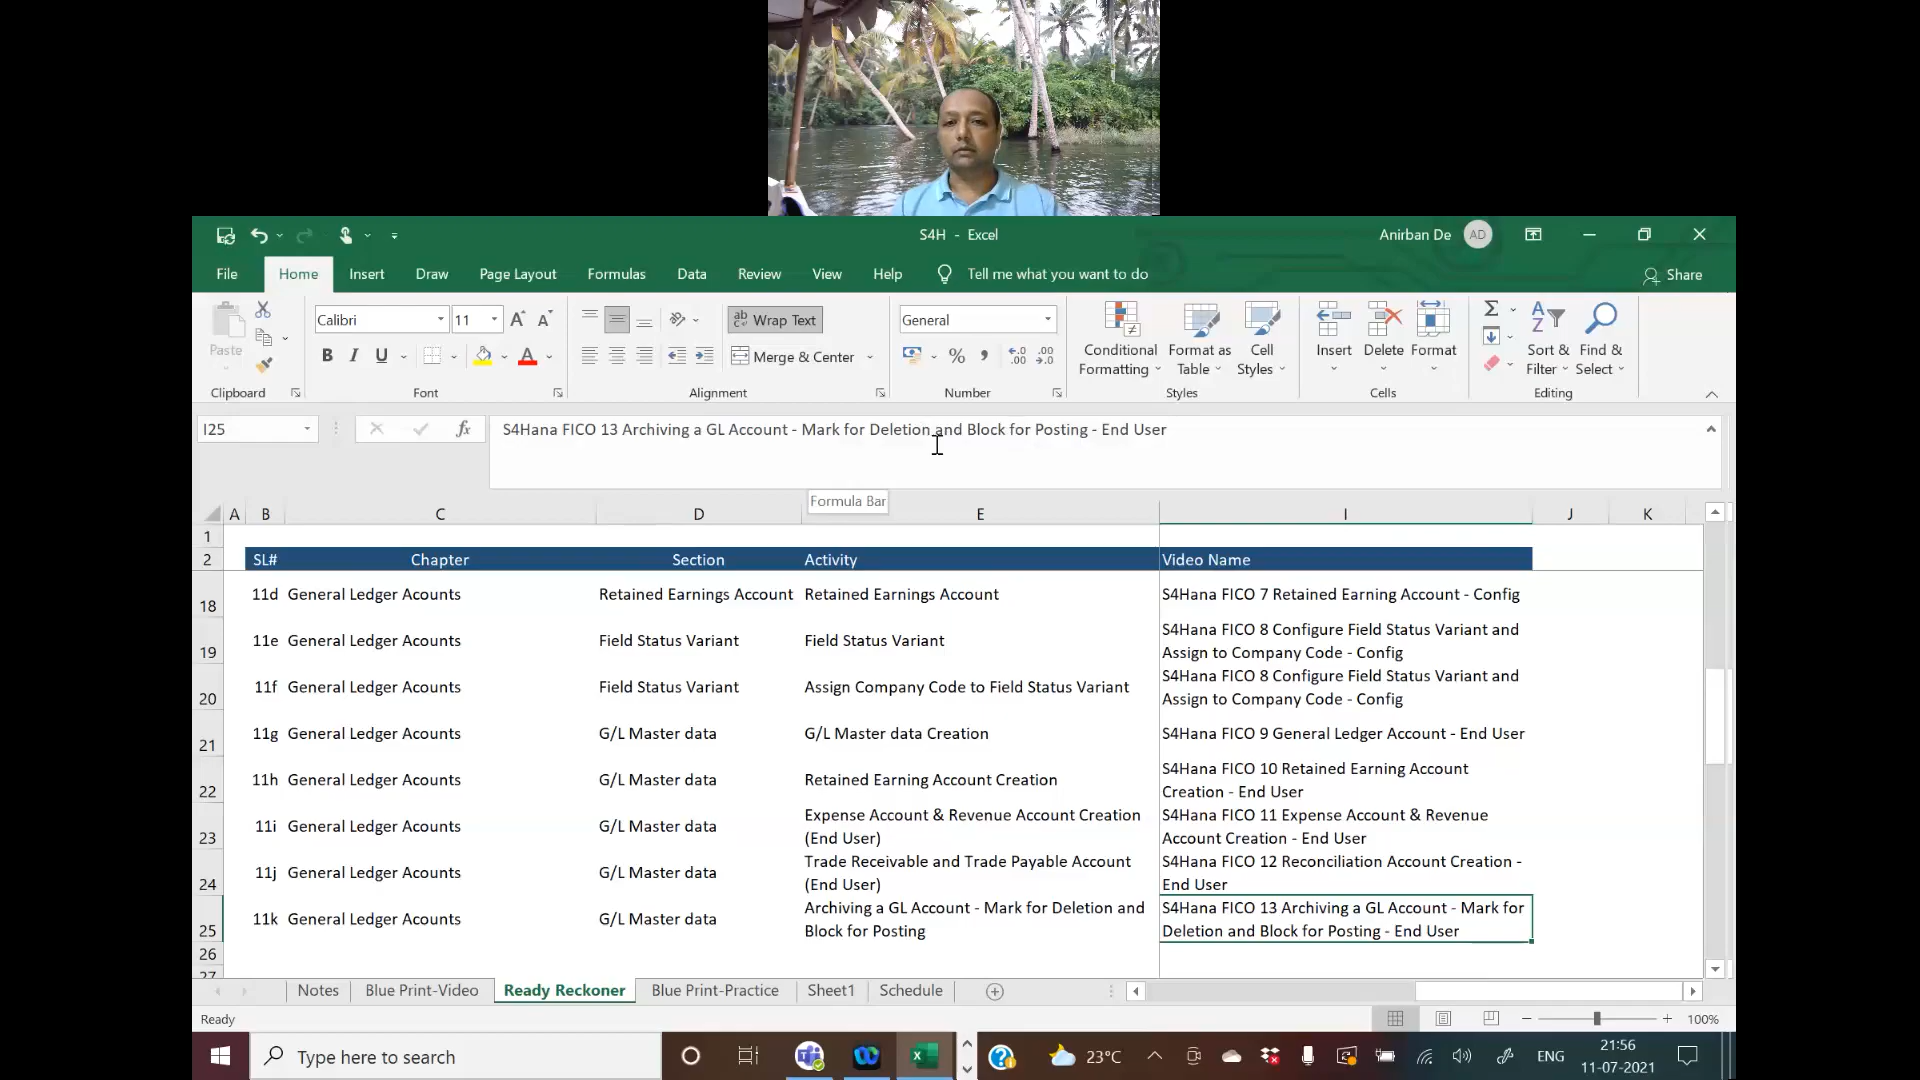 S4H - Excel
Anirban De
AD
File Home Insert Draw Page Layout Formulas Data Review View Help Tell me what you want to do Share
Paste
Calibri 11
B I U
ab Wrap Text
Merge & Center
General
% ,
Conditional Formatting
Format as Table
Cell Styles
Insert Delete Format
Sort & Filter
Find & Select
Clipboard Font Alignment Number Styles Cells Editing
I25 fx S4Hana FICO 13 Archiving a GL Account - Mark for Deletion and Block for Posting - End User
Formula Bar
A B C D E I J K
1
2 SL# Chapter Section Activity Video Name
18 11d General Ledger Acounts Retained Earnings Account Retained Earnings Account S4Hana FICO 7 Retained Earning Account - Config
19 11e General Ledger Acounts Field Status Variant Field Status Variant S4Hana FICO 8 Configure Field Status Variant and
Assign to Company Code - Config
20 11f General Ledger Acounts Field Status Variant Assign Company Code to Field Status Variant S4Hana FICO 8 Configure Field Status Variant and
Assign to Company Code - Config
21 11g General Ledger Acounts G/L Master data G/L Master data Creation S4Hana FICO 9 General Ledger Account - End User
22 11h General Ledger Acounts G/L Master data Retained Earning Account Creation S4Hana FICO 10 Retained Earning Account
Creation - End User
23 11i General Ledger Acounts G/L Master data Expense Account & Revenue Account Creation
(End User) S4Hana FICO 11 Expense Account & Revenue
Account Creation - End User
24 11j General Ledger Acounts G/L Master data Trade Receivable and Trade Payable Account
(End User) S4Hana FICO 12 Reconciliation Account Creation -
End User
25 11k General Ledger Acounts G/L Master data Archiving a GL Account - Mark for Deletion and
Block for Posting S4Hana FICO 13 Archiving a GL Account - Mark for
Deletion and Block for Posting - End User
26
27
Notes Blue Print-Video Ready Reckoner Blue Print-Practice Sheet1 Schedule
Ready
100%
Type here to search
23°C
ENG
21:56
11-07-2021